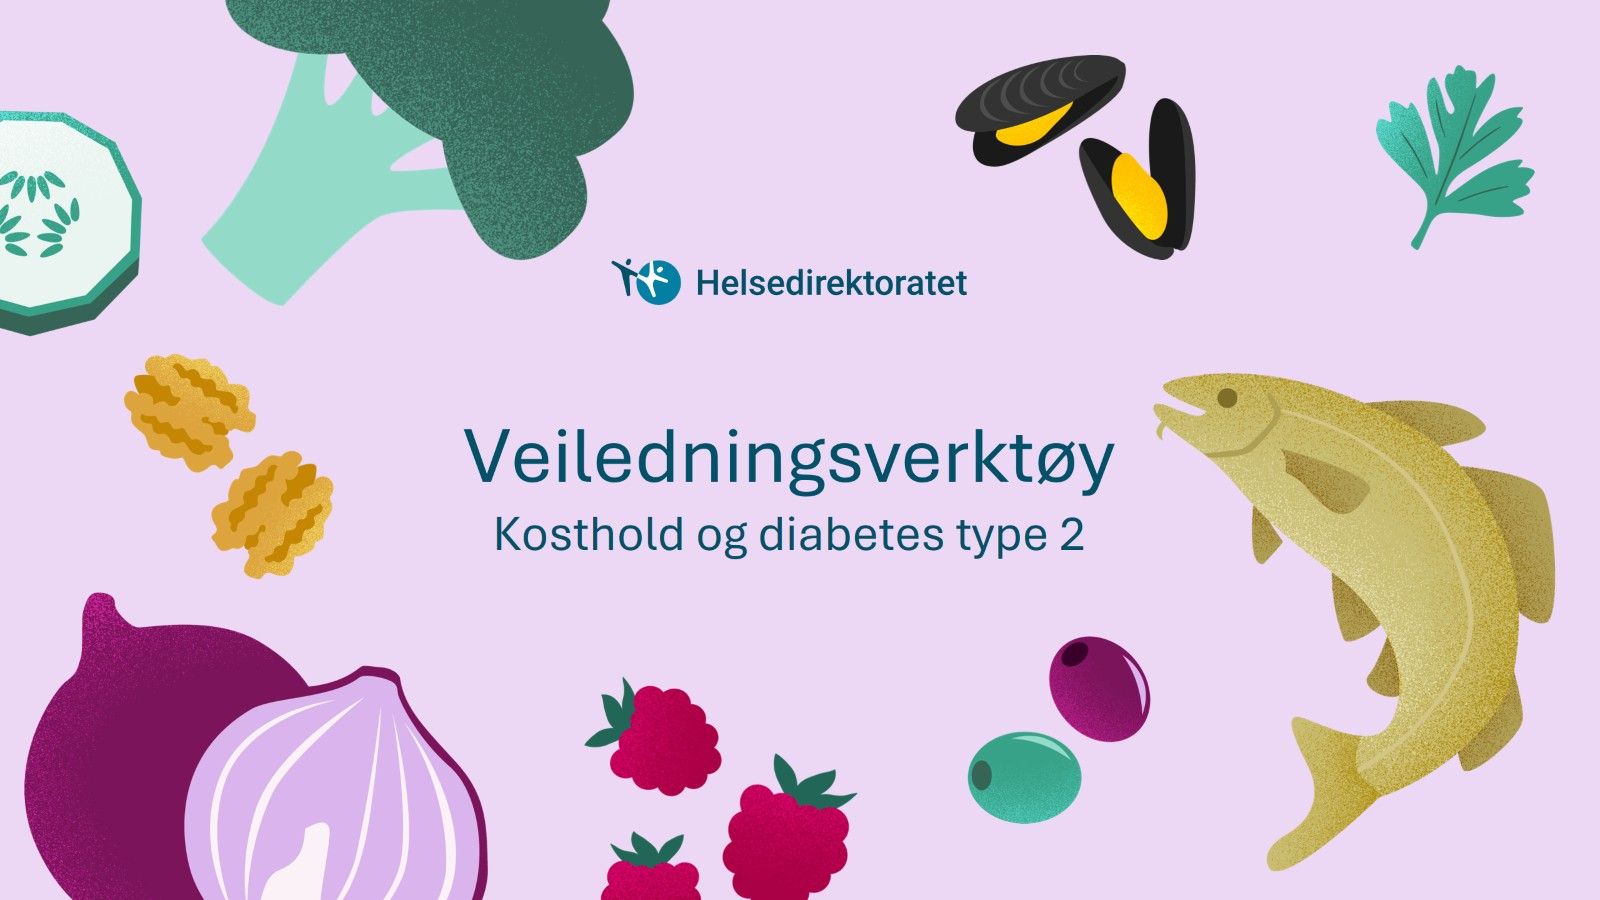 Helsedirektoratet
Veiledningsverktøy
Kosthold og diabetes type 2